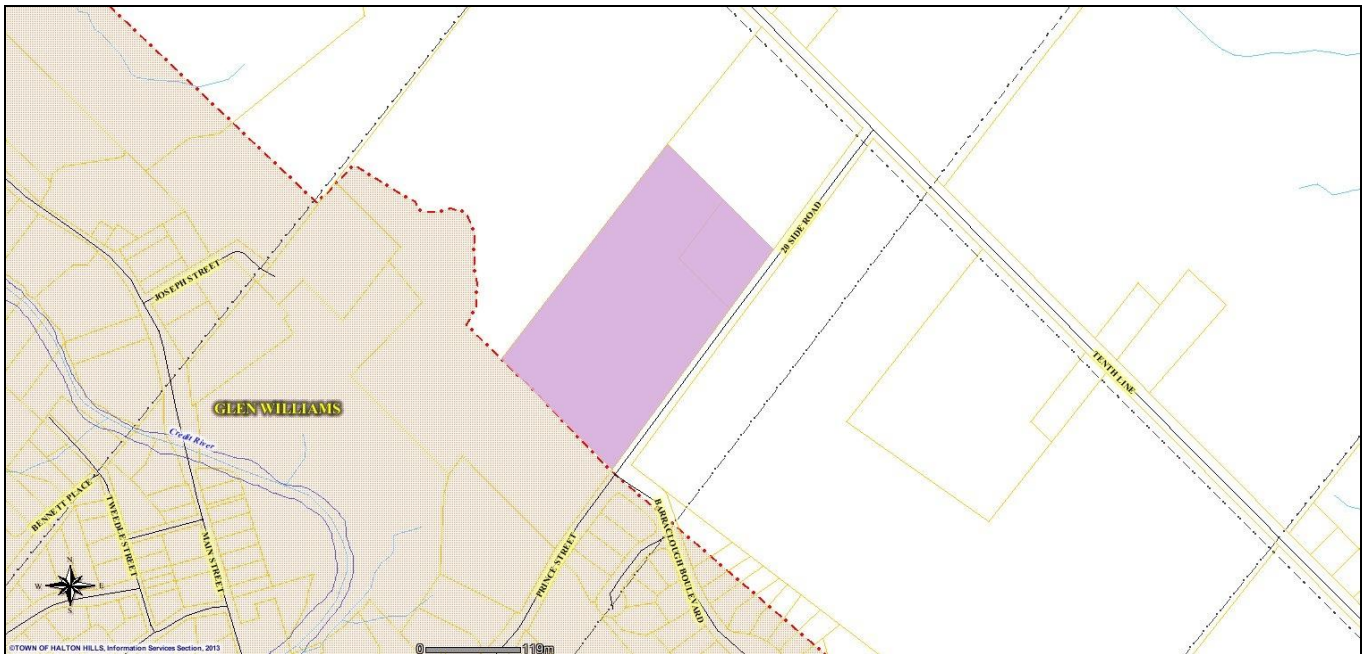 20 SIDE ROAD
JOSEPH STREET
TENTH LINE
GLEN WILLIAMS
Credit River
BENNETT PLACE
TWEEDLE STREET
MAIN STREET
PRINCE STREET
BARRACLOUGH BOULEVARD
N
W E
S
©TOWN OF HALTON HILLS, Information Services Section, 2013
0 119m